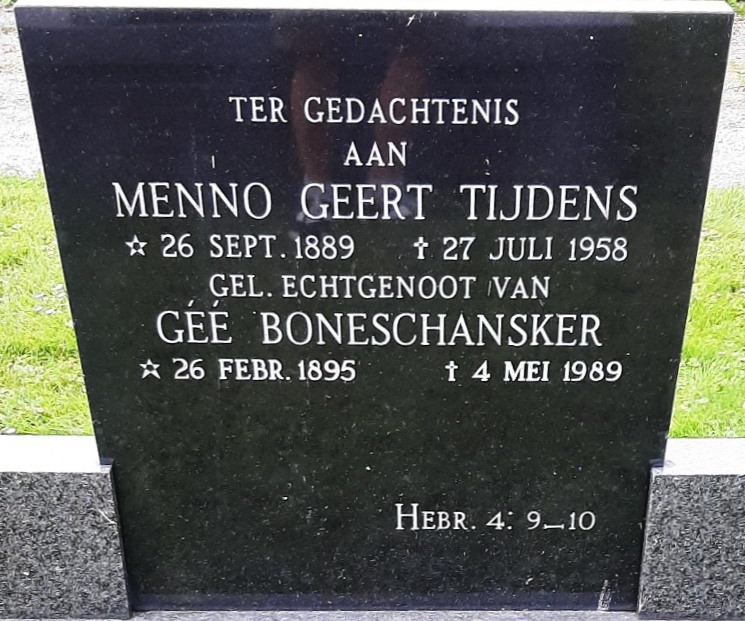 TER GEDACHTENIS
AAN
MENNO GEERT TIJDENS
☆ 26 SEPT. 1889 † 27 JULI 1958
GEL. ECHTGENOOT VAN
GÉÉ BONESCHANSKER
☆ 26 FEBR. 1895 † 4 MEI 1989
HEBR. 4: 9-10